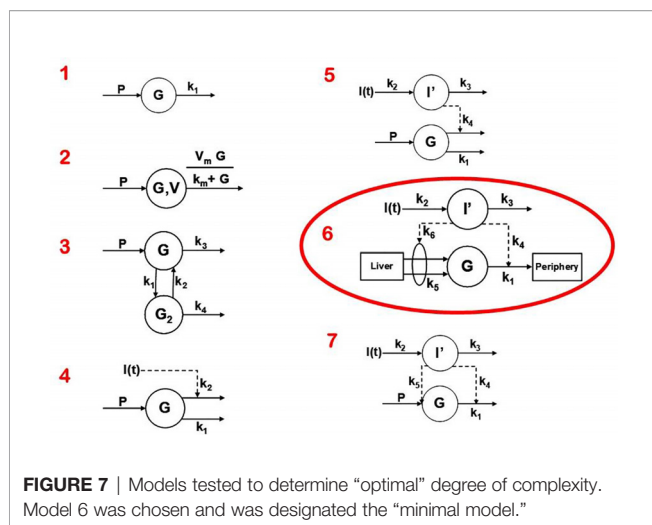 1
P
G
k₁
2
P
G,V
Vₘ G
kₘ+ G
3
P
G
k₃
k₁
k₂
G₂
k₄
4
I(t)
k₂
P
G
k₁
5
I(t)
k₂
I'
k₃
k₄
P
G
k₁
6
I(t)
k₂
I'
k₃
k₆
k₄
Liver
G
k₁
Periphery
k₅
7
I(t)
k₂
I'
k₃
k₅
k₄
P
G
k₁
FIGURE 7 | Models tested to determine “optimal” degree of complexity.
Model 6 was chosen and was designated the “minimal model.”